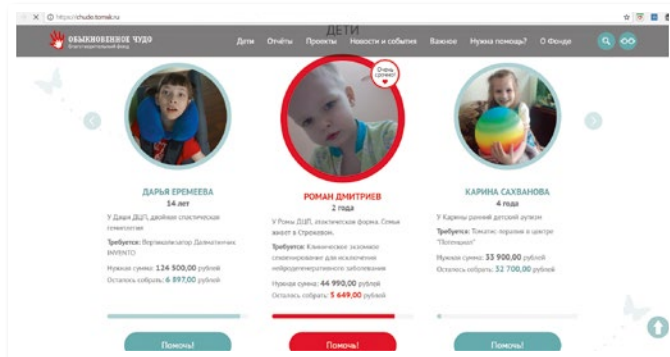 https://chudo.tomsk.ru
ДЕТИ
ОБЫКНОВЕННОЕ ЧУДО
Благотворительный фонд
Дети Отчёты Проекты Новости и события Важное Нужна помощь? О Фонде
Очень срочно!
ДАРЬЯ ЕРЕМЕЕВА
14 лет
У Даши ДЦП, двойная спастическая
гемиплегия
Требуется: Вертикализатор Далматинчик
INVENTO
Нужная сумма: 124 500,00 рублей
Осталось собрать: 6 897,00 рублей
Помочь!
РОМАН ДМИТРИЕВ
2 года
У Ромы ДЦП, атактическая форма. Семья
живет в Стрежевом.
Требуется: Клиническое экзомное
секвенирование для исключения
нейродегенеративного заболевания
Нужная сумма: 44 990,00 рублей
Осталось собрать: 5 649,00 рублей
Помочь!
КАРИНА САХВАНОВА
4 года
У Карины ранний детский аутизм
Требуется: Томатис терапия в центре
"Потенциал"
Нужная сумма: 33 900,00 рублей
Осталось собрать: 32 700,00 рублей
Помочь!